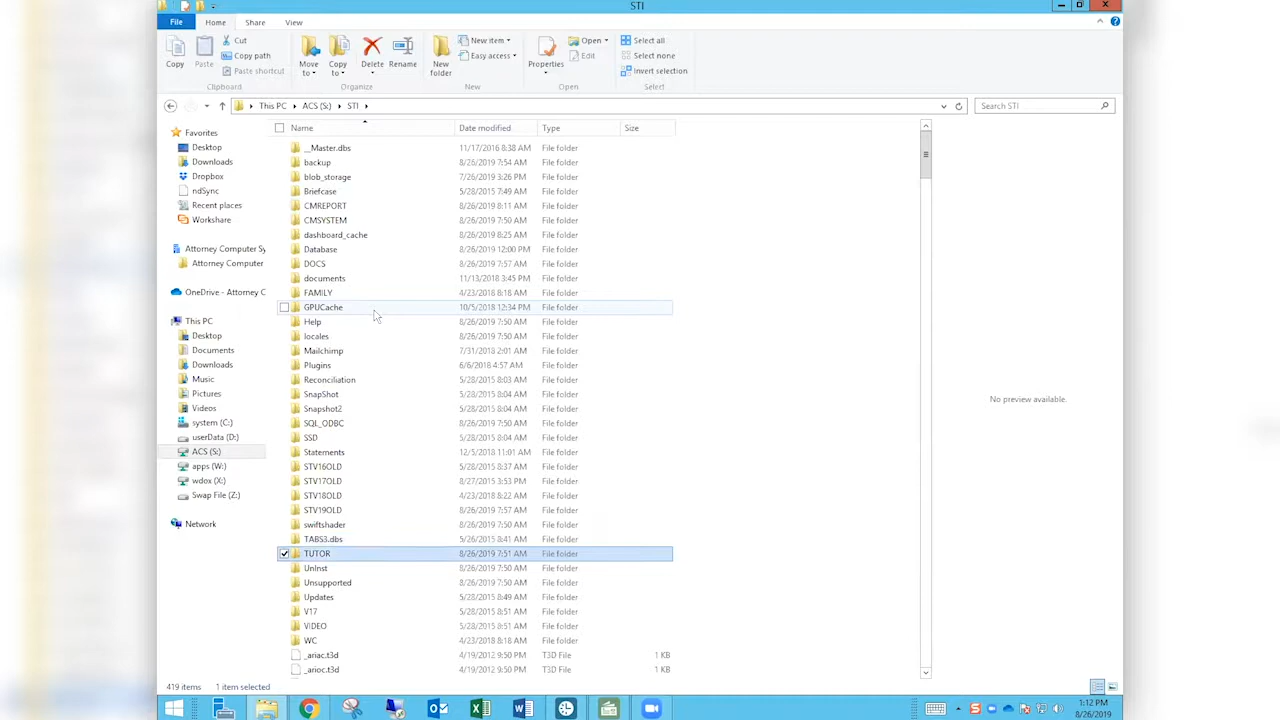 STI
File Home Share View
Copy Paste Cut Copy path Paste shortcut Move to Copy to Delete Rename New folder New item Easy access Properties Open Edit Select all Select none Invert selection
Clipboard Organize New Open Select
This PC ACS (S:) STI Search STI
Name Date modified Type Size
Favorites
Desktop
Downloads
Dropbox
ndSync
Recent places
Workshare
Attorney Computer Sy
Attorney Computer
OneDrive - Attorney C
This PC
Desktop
Documents
Downloads
Music
Pictures
Videos
system (C:)
userData (D:)
ACS (S:)
apps (W:)
wdox (X:)
Swap File (Z:)
Network
__Master.dbs 11/17/2016 8:38 AM File folder
backup 8/26/2019 7:54 AM File folder
blob_storage 7/26/2019 3:26 PM File folder
Briefcase 5/28/2015 7:49 AM File folder
CMREPORT 8/26/2019 8:11 AM File folder
CMSYSTEM 8/26/2019 7:50 AM File folder
dashboard_cache 8/26/2019 8:25 AM File folder
Database 8/26/2019 12:00 PM File folder
DOCS 8/26/2019 7:57 AM File folder
documents 11/13/2018 3:45 PM File folder
FAMILY 4/23/2018 8:18 AM File folder
GPUCache 10/5/2018 12:34 PM File folder
Help 8/26/2019 7:50 AM File folder
locales 8/26/2019 7:50 AM File folder
Mailchimp 7/31/2018 2:01 AM File folder
Plugins 6/6/2018 4:57 AM File folder
Reconciliation 5/28/2015 8:03 AM File folder
SnapShot 5/28/2015 8:04 AM File folder
Snapshot2 5/28/2015 8:04 AM File folder
SQL_ODBC 8/26/2019 7:50 AM File folder
SSD 5/28/2015 8:04 AM File folder
Statements 12/5/2018 11:01 AM File folder
STV16OLD 5/28/2015 8:37 AM File folder
STV17OLD 8/27/2015 3:53 PM File folder
STV18OLD 4/23/2018 8:22 AM File folder
STV19OLD 8/26/2019 7:57 AM File folder
swiftshader 8/26/2019 7:50 AM File folder
TABS3.dbs 5/26/2015 8:41 AM File folder
TUTOR 8/26/2019 7:51 AM File folder
UnInst 8/26/2019 7:50 AM File folder
Unsupported 8/26/2019 7:50 AM File folder
Updates 5/28/2015 8:49 AM File folder
V17 5/28/2015 8:51 AM File folder
VIDEO 5/28/2015 8:51 AM File folder
WC 4/23/2018 8:18 AM File folder
_ariac.t3d 4/19/2012 9:50 PM T3D File 1 KB
_arioc.t3d 4/19/2012 9:50 PM T3D File 1 KB
No preview available.
419 items 1 item selected
1:12 PM
8/26/2019